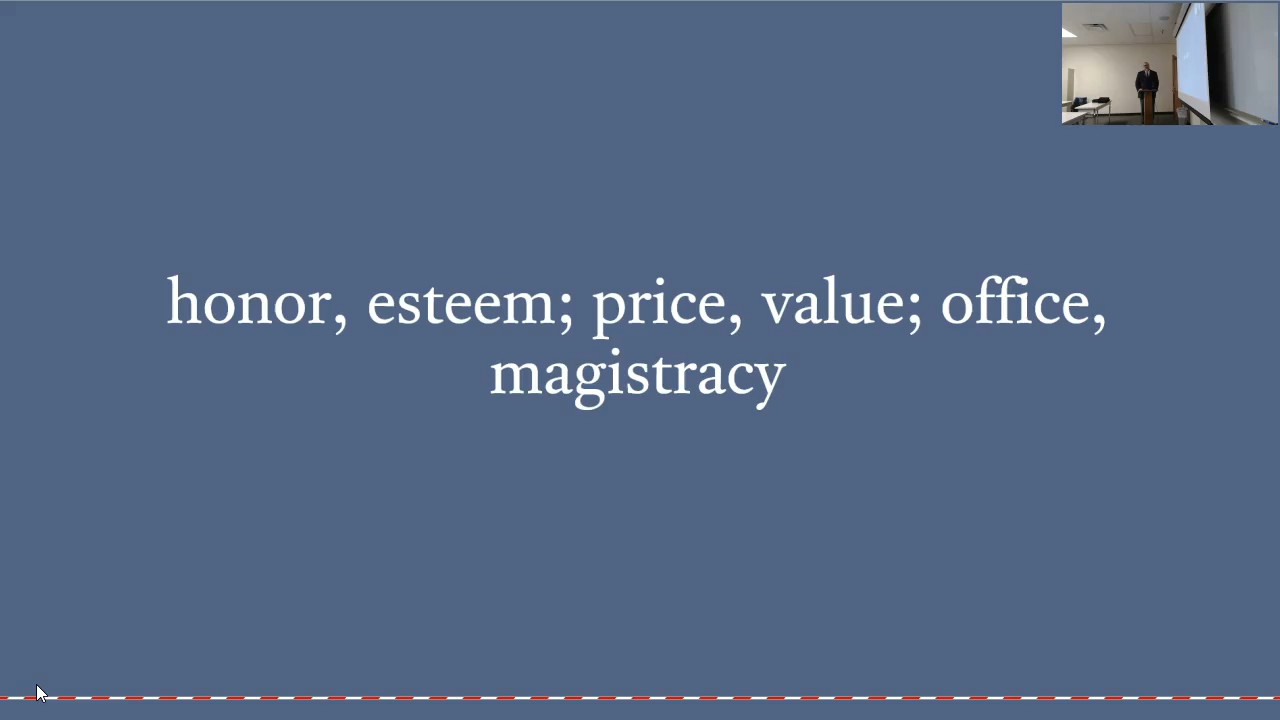 honor, esteem; price, value; office,
magistracy